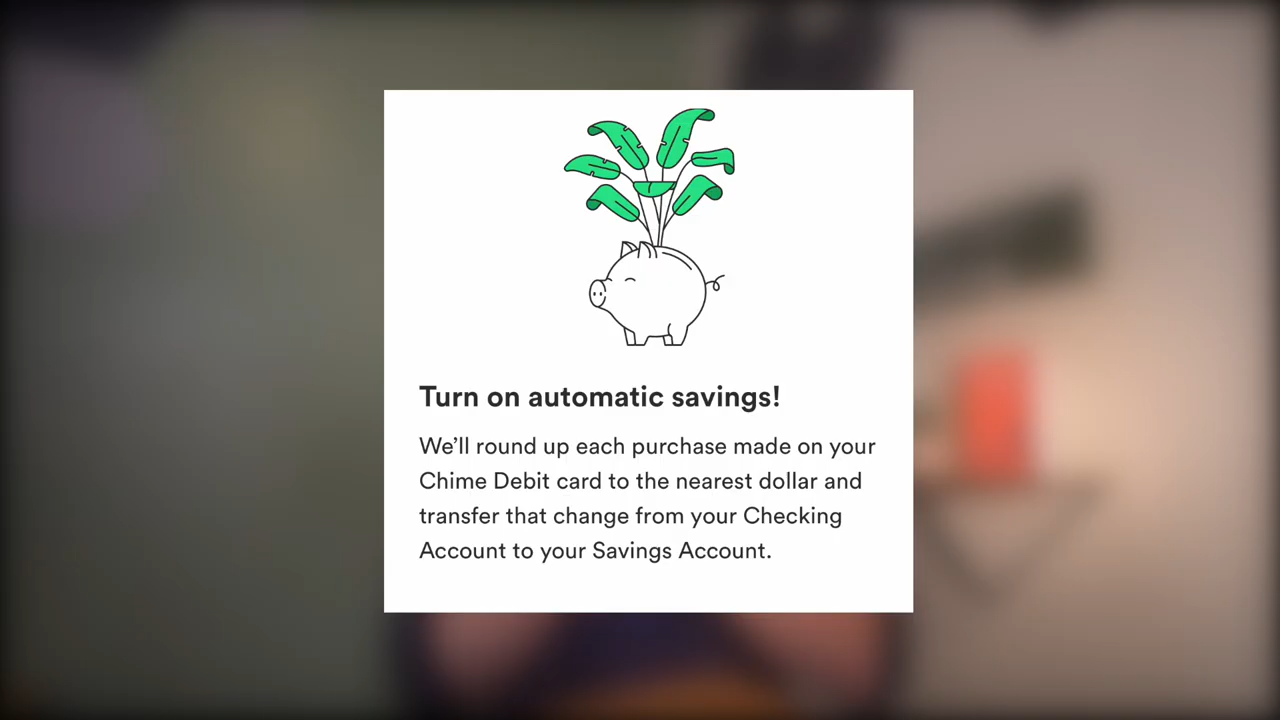 Turn on automatic savings!
We’ll round up each purchase made on your
Chime Debit card to the nearest dollar and
transfer that change from your Checking
Account to your Savings Account.